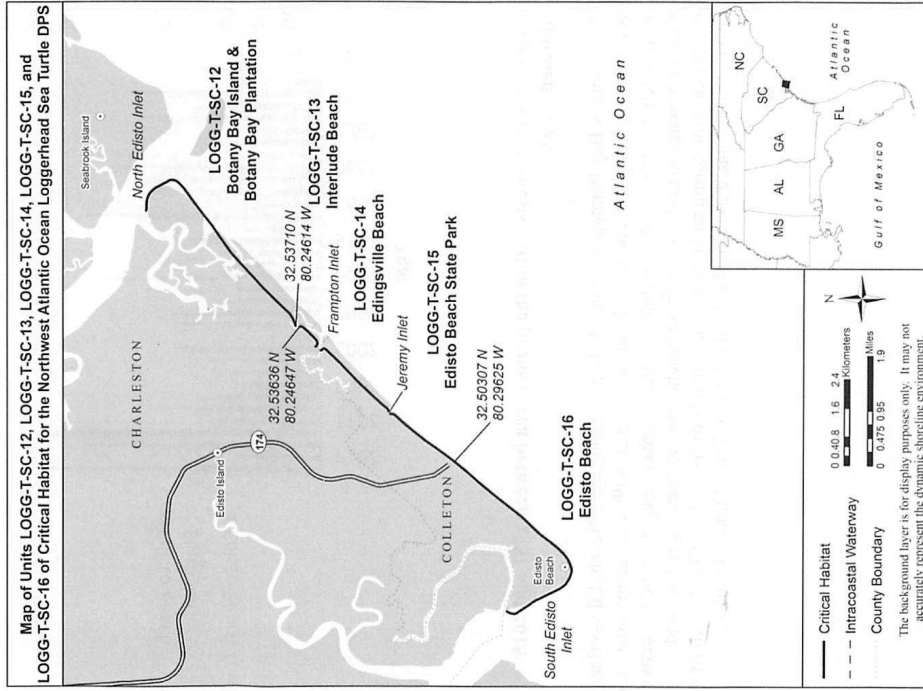 Map of Units LOGG-T-SC-12, LOGG-T-SC-13, LOGG-T-SC-14, LOGG-T-SC-15, and
LOGG-T-SC-16 of Critical Habitat for the Northwest Atlantic Ocean Loggerhead Sea Turtle DPS
Seabrook Island
North Edisto Inlet
CHARLESTON
LOGG-T-SC-12
Botany Bay Island &
Botany Bay Plantation
32.53710 N
80.24614 W
LOGG-T-SC-13
Interlude Beach
32.53636 N
80.24647 W
Frampton Inlet
174
Edisto Island
LOGG-T-SC-14
Edingsville Beach
Jeremy Inlet
LOGG-T-SC-15
Edisto Beach State Park
32.50307 N
80.29625 W
COLLETON
Atlantic Ocean
LOGG-T-SC-16
Edisto Beach
Edisto
Beach
South Edisto
Inlet
Critical Habitat
Intracoastal Waterway
County Boundary
N
0 0.4 0.8 1.6 2.4
Kilometers
Miles
0 0.475 0.95 1.9
The background layer is for display purposes only. It may not
accurately represent the dynamic shoreline environment.
NC
SC
MS
AL
GA
FL
Atlantic
Ocean
Gulf of Mexico